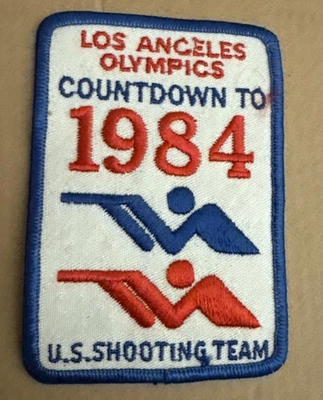 LOS ANGELES
OLYMPICS
COUNTDOWN TO
1984
U.S.SHOOTING TEAM